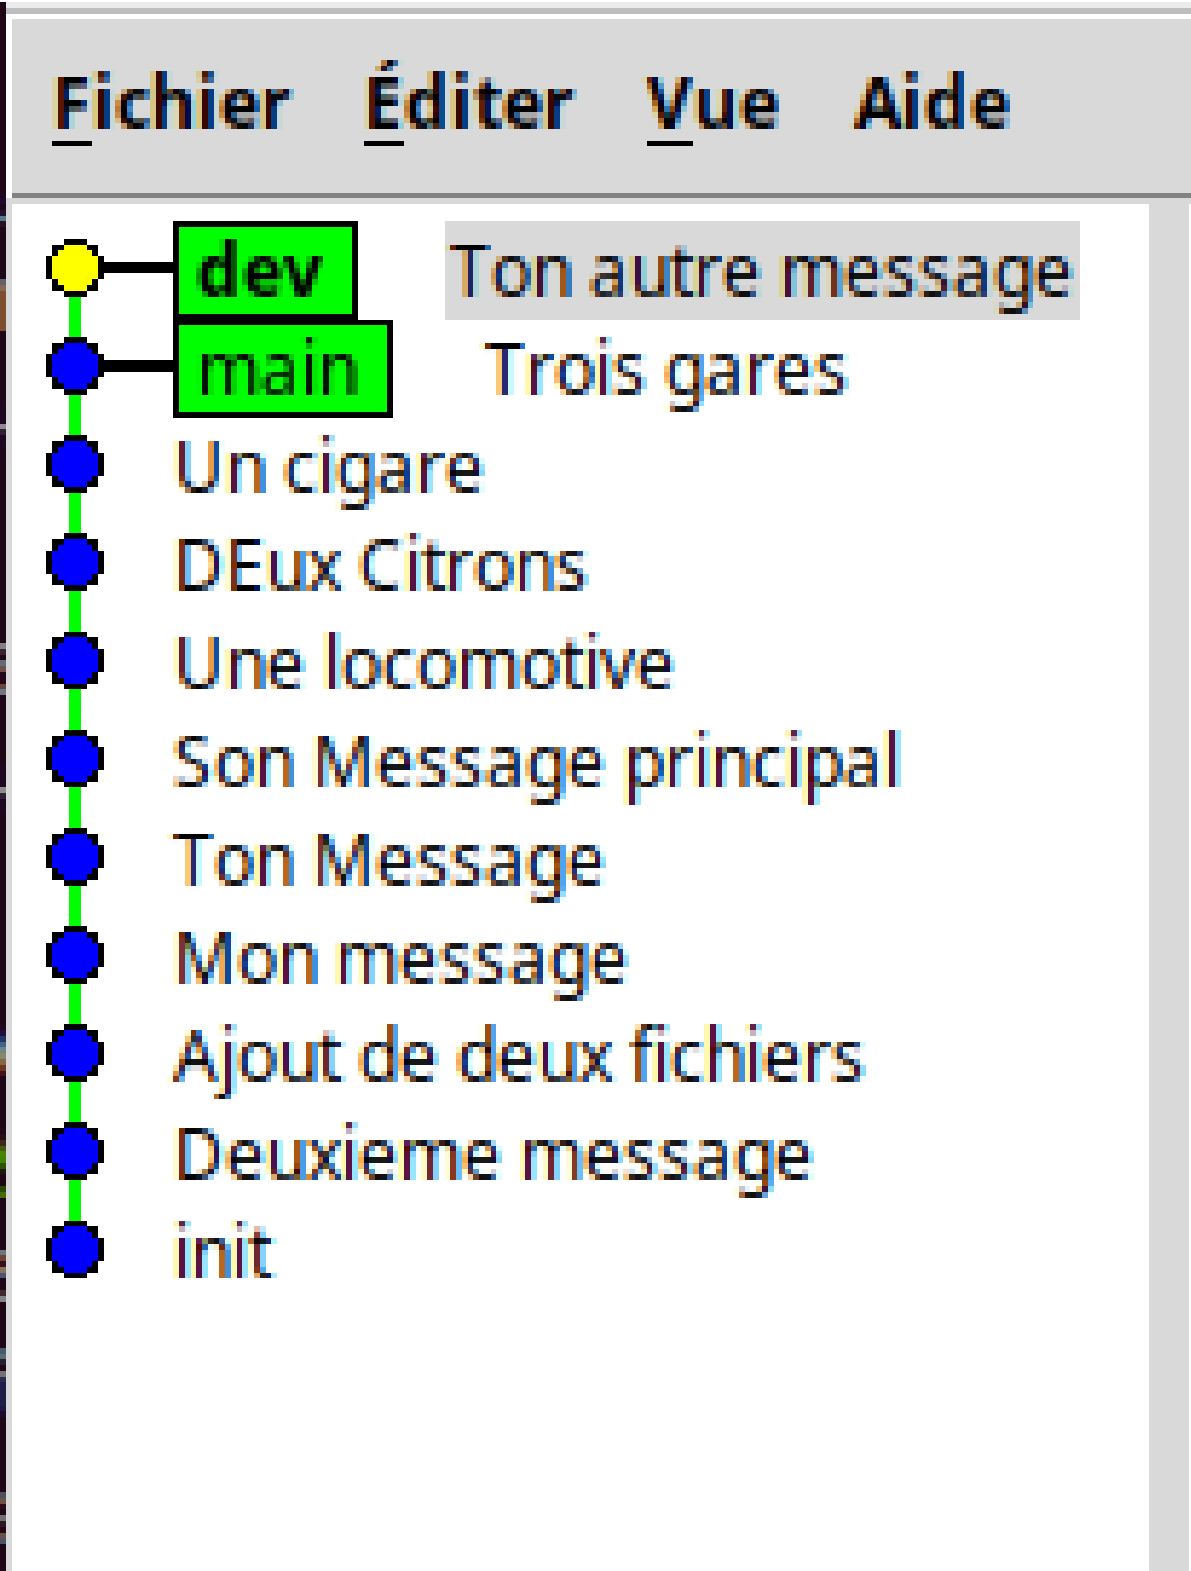 Fichier Éditer Vue Aide
dev Ton autre message
main Trois gares
Un cigare
DEux Citrons
Une locomotive
Son Message principal
Ton Message
Mon message
Ajout de deux fichiers
Deuxieme message
init